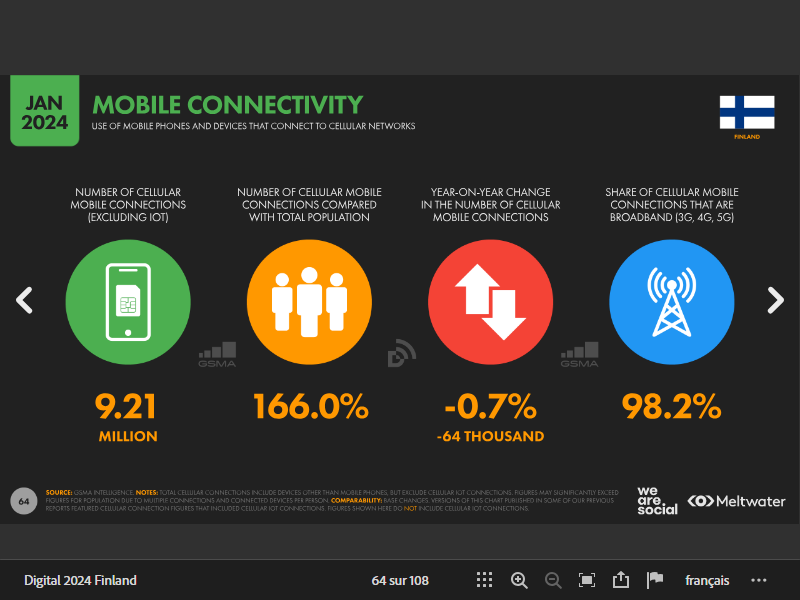 JAN
2024
MOBILE CONNECTIVITY
USE OF MOBILE PHONES AND DEVICES THAT CONNECT TO CELLULAR NETWORKS
FINLAND
NUMBER OF CELLULAR
MOBILE CONNECTIONS
(EXCLUDING IOT)
9.21
MILLION
NUMBER OF CELLULAR MOBILE
CONNECTIONS COMPARED
WITH TOTAL POPULATION
166.0%
YEAR-ON-YEAR CHANGE
IN THE NUMBER OF CELLULAR
MOBILE CONNECTIONS
-0.7%
-64 THOUSAND
SHARE OF CELLULAR MOBILE
CONNECTIONS THAT ARE
BROADBAND (3G, 4G, 5G)
98.2%
GSMA
GSMA
64
SOURCE: GSMA INTELLIGENCE. NOTES: TOTAL CELLULAR CONNECTIONS INCLUDE DEVICES OTHER THAN MOBILE PHONES, BUT EXCLUDE CELLULAR IOT CONNECTIONS. FIGURES MAY SIGNIFICANTLY EXCEED
FIGURES FOR POPULATION DUE TO MULTIPLE CONNECTIONS AND CONNECTED DEVICES PER PERSON. COMPARABILITY: BASE CHANGES. VERSIONS OF THIS CHART PUBLISHED IN SOME OF OUR PREVIOUS
REPORTS FEATURED CELLULAR CONNECTION FIGURES THAT INCLUDED CELLULAR IOT CONNECTIONS. FIGURES SHOWN HERE DO NOT INCLUDE CELLULAR IOT CONNECTIONS.
we
are.
social
Meltwater
Digital 2024 Finland
64 sur 108
français